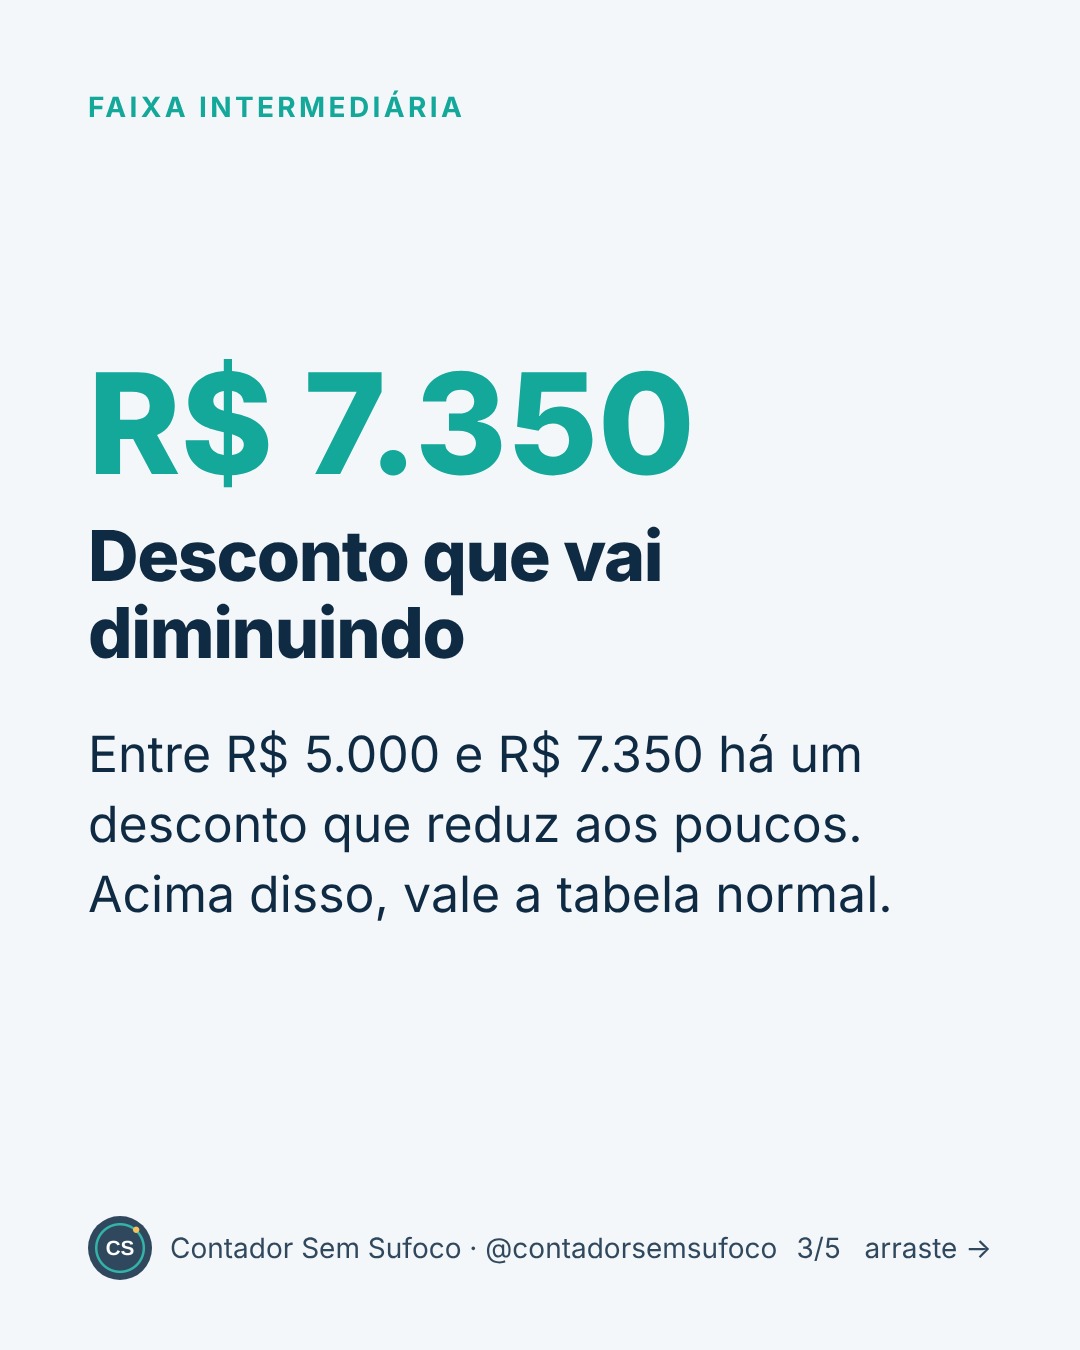 FAIXA INTERMEDIÁRIA
R$ 7.350
Desconto que vai
diminuindo
Entre R$ 5.000 e R$ 7.350 há um
desconto que reduz aos poucos.
Acima disso, vale a tabela normal.
CS Contador Sem Sufoco · @contadorsemsufoco 3/5 arraste →